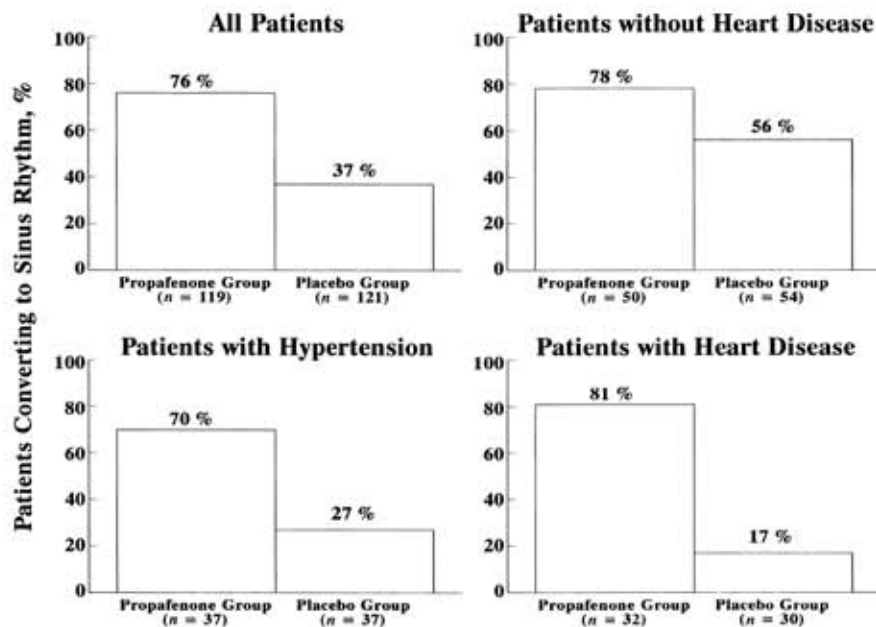 Patients Converting to Sinus Rhythm, %
All Patients
100
80
60
40
20
0
76 %
37 %
Propafenone Group
(n = 119)
Placebo Group
(n = 121)
Patients without Heart Disease
100
80
60
40
20
0
78 %
56 %
Propafenone Group
(n = 50)
Placebo Group
(n = 54)
Patients with Hypertension
100
80
60
40
20
0
70 %
27 %
Propafenone Group
(n = 37)
Placebo Group
(n = 37)
Patients with Heart Disease
100
80
60
40
20
0
81 %
17 %
Propafenone Group
(n = 32)
Placebo Group
(n = 30)